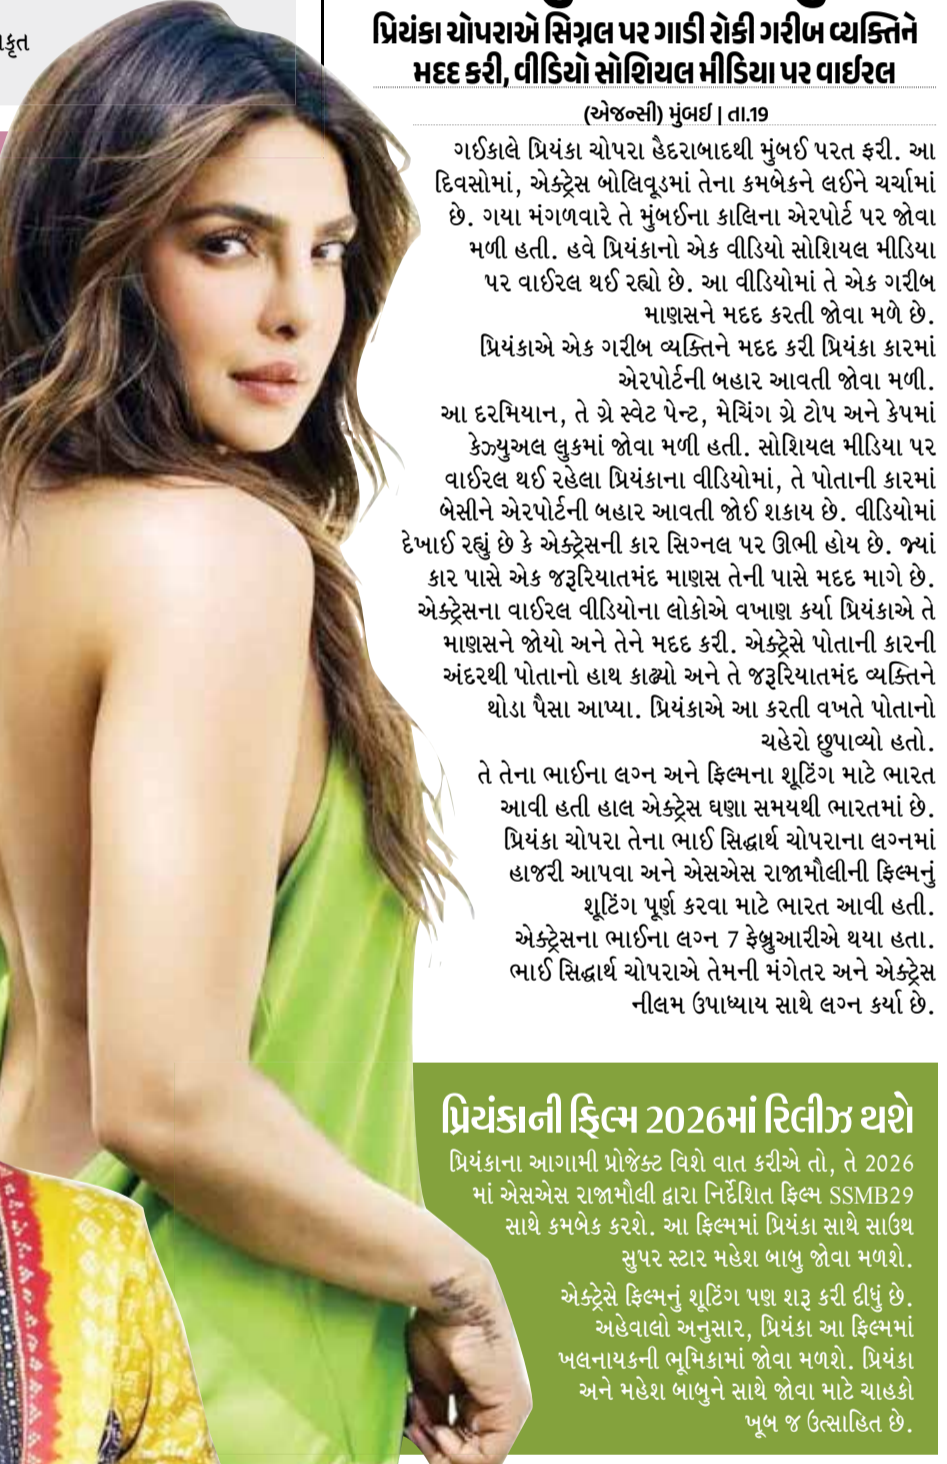 કૃત
પ્રિયંકા ચોપરાએ સિગ્નલ પર ગાડી રોકી ગરીબ વ્યક્તિને
મદદ કરી, વીડિયો સોશિયલ મીડિયા પર વાઈરલ
(એજન્સી) મુંબઈ | તા.19
ગઈકાલે પ્રિયંકા ચોપરા હૈદરાબાદથી મુંબઈ પરત ફરી. આ
દિવસોમાં, એક્ટ્રેસ બોલિવૂડમાં તેના કમબેકને લઈને ચર્ચામાં
છે. ગયા મંગળવારે તે મુંબઈના કાલિના એરપોર્ટ પર જોવા
મળી હતી. હવે પ્રિયંકાનો એક વીડિયો સોશિયલ મીડિયા
પર વાઈરલ થઈ રહ્યો છે. આ વીડિયોમાં તે એક ગરીબ
માણસને મદદ કરતી જોવા મળે છે.
પ્રિયંકાએ એક ગરીબ વ્યક્તિને મદદ કરી પ્રિયંકા કારમાં
એરપોર્ટની બહાર આવતી જોવા મળી.
આ દરમિયાન, તે ગ્રે સ્વેટ પેન્ટ, મેચિંગ ગ્રે ટોપ અને કેપમાં
કેઝ્યુઅલ લુકમાં જોવા મળી હતી. સોશિયલ મીડિયા પર
વાઈરલ થઈ રહેલા પ્રિયંકાના વીડિયોમાં, તે પોતાની કારમાં
બેસીને એરપોર્ટની બહાર આવતી જોઈ શકાય છે. વીડિયોમાં
દેખાઈ રહ્યું છે કે એક્ટ્રેસની કાર સિગ્નલ પર ઊભી હોય છે. જ્યાં
કાર પાસે એક જરૂરિયાતમંદ માણસ તેની પાસે મદદ માગે છે.
એક્ટ્રેસના વાઈરલ વીડિયોના લોકોએ વખાણ કર્યા પ્રિયંકાએ તે
માણસને જોયો અને તેને મદદ કરી. એક્ટ્રેસે પોતાની કારની
અંદરથી પોતાનો હાથ કાઢ્યો અને તે જરૂરિયાતમંદ વ્યક્તિને
થોડા પૈસા આપ્યા. પ્રિયંકાએ આ કરતી વખતે પોતાનો
ચહેરો છુપાવ્યો હતો.
તે તેના ભાઈના લગ્ન અને ફિલ્મના શૂટિંગ માટે ભારત
આવી હતી હાલ એક્ટ્રેસ ઘણા સમયથી ભારતમાં છે.
પ્રિયંકા ચોપરા તેના ભાઈ સિદ્ધાર્થ ચોપરાના લગ્નમાં
હાજરી આપવા અને એસએસ રાજામૌલીની ફિલ્મનું
શૂટિંગ પૂર્ણ કરવા માટે ભારત આવી હતી.
એક્ટ્રેસના ભાઈના લગ્ન 7 ફેબ્રુઆરીએ થયા હતા.
ભાઈ સિદ્ધાર્થ ચોપરાએ તેમની મંગેતર અને એક્ટ્રેસ
નીલમ ઉપાધ્યાય સાથે લગ્ન કર્યા છે.
પ્રિયંકાની ફિલ્મ 2026માં રિલીઝ થશે
પ્રિયંકાના આગામી પ્રોજેક્ટ વિશે વાત કરીએ તો, તે 2026
માં એસએસ રાજામૌલી દ્વારા નિર્દેશિત ફિલ્મ SSMB29
સાથે કમબેક કરશે. આ ફિલ્મમાં પ્રિયંકા સાથે સાઉથ
સુપર સ્ટાર મહેશ બાબુ જોવા મળશે.
એક્ટ્રેસે ફિલ્મનું શૂટિંગ પણ શરૂ કરી દીધું છે.
અહેવાલો અનુસાર, પ્રિયંકા આ ફિલ્મમાં
ખલનાયકની ભૂમિકામાં જોવા મળશે. પ્રિયંકા
અને મહેશ બાબુને સાથે જોવા માટે ચાહકો
ખૂબ જ ઉત્સાહિત છે.